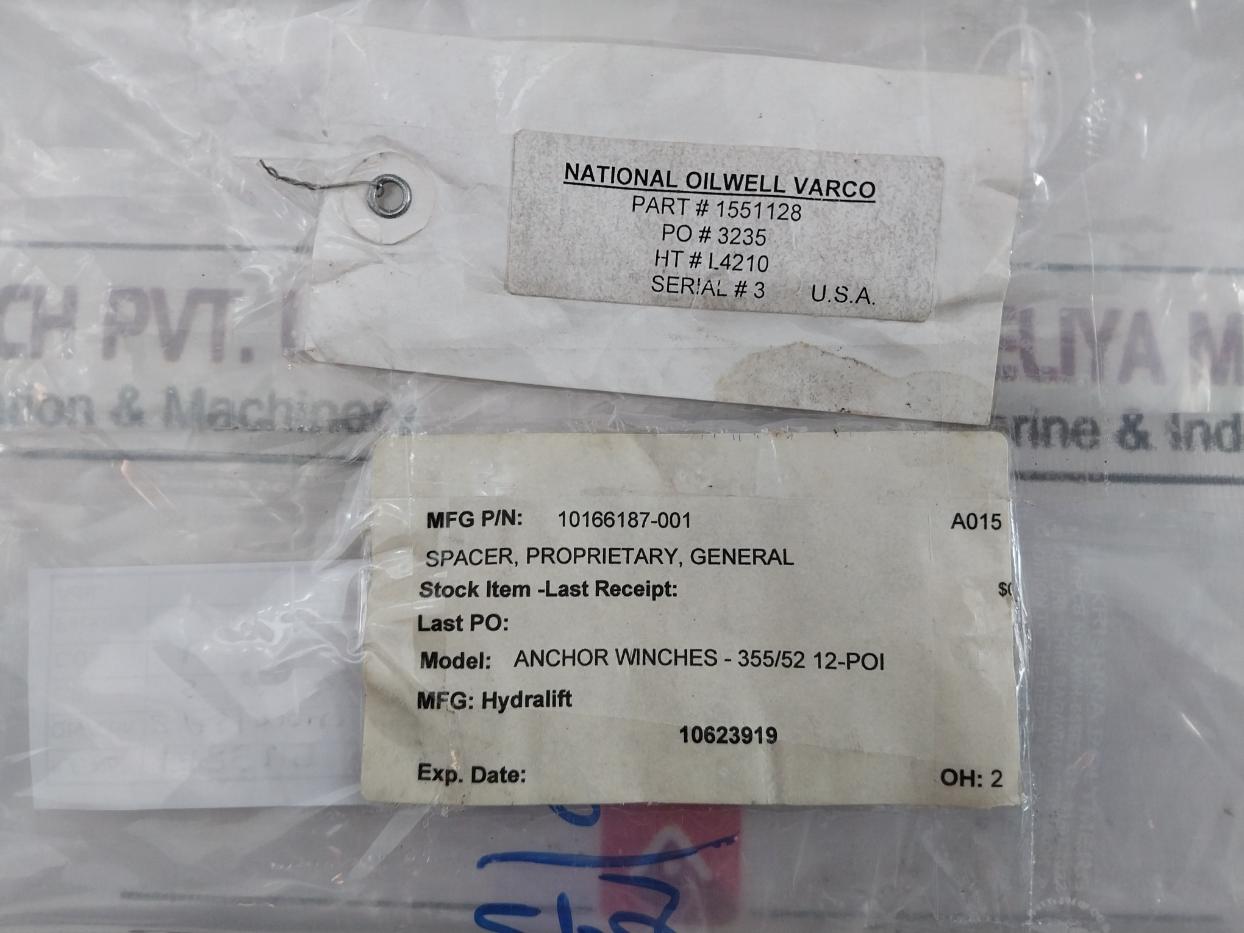 NATIONAL OILWELL VARCO
PART # 1551128
PO # 3235
HT # L4210
SERIAL # 3 U.S.A.
CH PVT.
ELIYA M
tion & Machinery
arine & Ind
MFG P/N: 10166187-001 A015
SPACER, PROPRIETARY, GENERAL
Stock Item -Last Receipt: $0
Last PO:
Model: ANCHOR WINCHES - 355/52 12-POI
MFG: Hydralift
10623919
Exp. Date: OH: 2